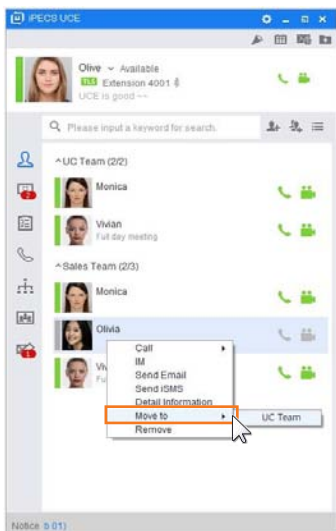 iPECS UCE
Olive Available
TLS Extension 4001
UCE is good ~~
Please input a keyword for search.
^UC Team (2/2)
Monica
Vivian
Full day meeting
^Sales Team (2/3)
Monica
Olivia
Call
IM
Send Email
Send iSMS
Detail Information
Move to UC Team
Remove
Notice